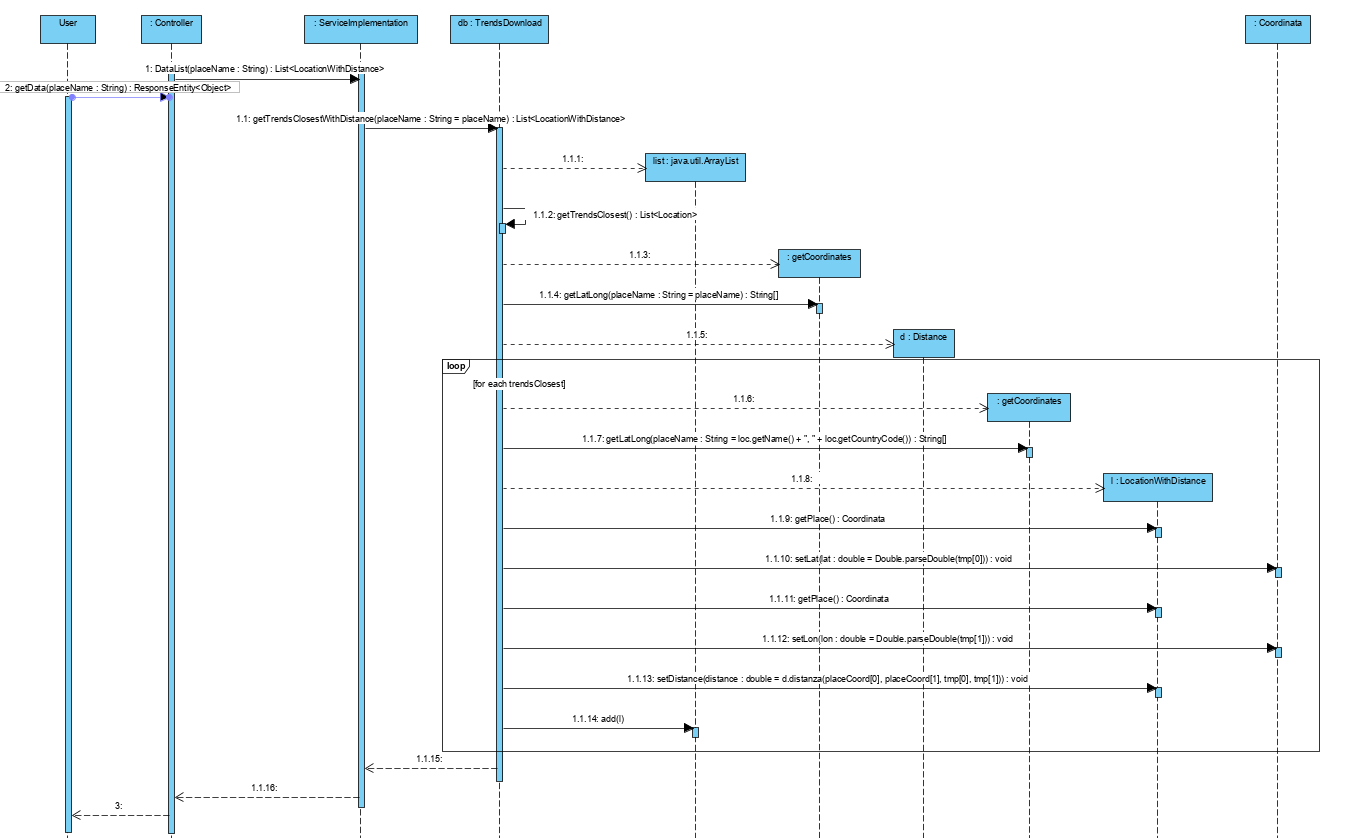 User
: Controller
: ServiceImplementation
db : TrendsDownload
: Coordinata
1: DataList(placeName : String) : List<LocationWithDistance>
2: getData(placeName : String) : ResponseEntity<Object>
1.1: getTrendsClosestWithDistance(placeName : String = placeName) : List<LocationWithDistance>
1.1.1:
list : java.util.ArrayList
1.1.2: getTrendsClosest() : List<Location>
1.1.3:
: getCoordinates
1.1.4: getLatLong(placeName : String = placeName) : String[]
1.1.5:
d : Distance
loop
[for each trendsClosest]
1.1.6:
: getCoordinates
1.1.7: getLatLong(placeName : String = loc.getName() + ", " + loc.getCountryCode()) : String[]
1.1.8:
l : LocationWithDistance
1.1.9: getPlace() : Coordinata
1.1.10: setLat(lat : double = Double.parseDouble(tmp[0])) : void
1.1.11: getPlace() : Coordinata
1.1.12: setLon(lon : double = Double.parseDouble(tmp[1])) : void
1.1.13: setDistance(distance : double = d.distanza(placeCoord[0], placeCoord[1], tmp[0], tmp[1])) : void
1.1.14: add(l)
1.1.15:
1.1.16:
3: